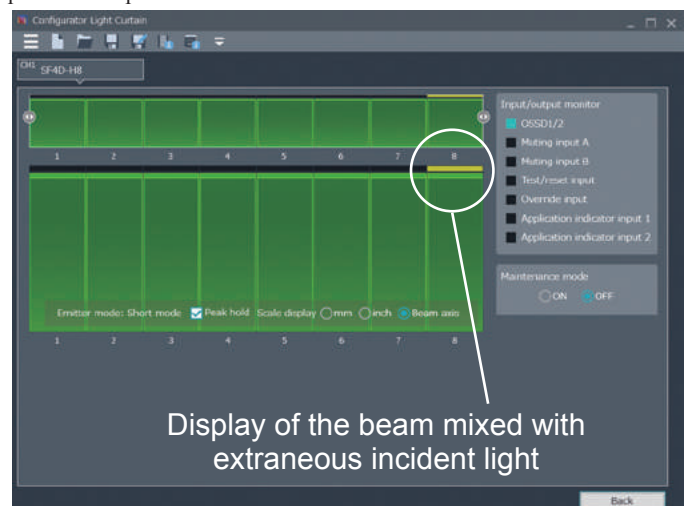 Configurator Light Curtain
CH1 SF4D-H8
1 2 3 4 5 6 7 8
Emitter mode: Short mode Peak hold Scale display mm inch Beam axis
1 2 3 4 5 6 7 8
Input/output monitor
OSSD1/2
Muting input A
Muting input B
Test/reset input
Override input
Application indicator input 1
Application indicator input 2
Maintenance mode
ON OFF
Display of the beam mixed with
extraneous incident light
Back